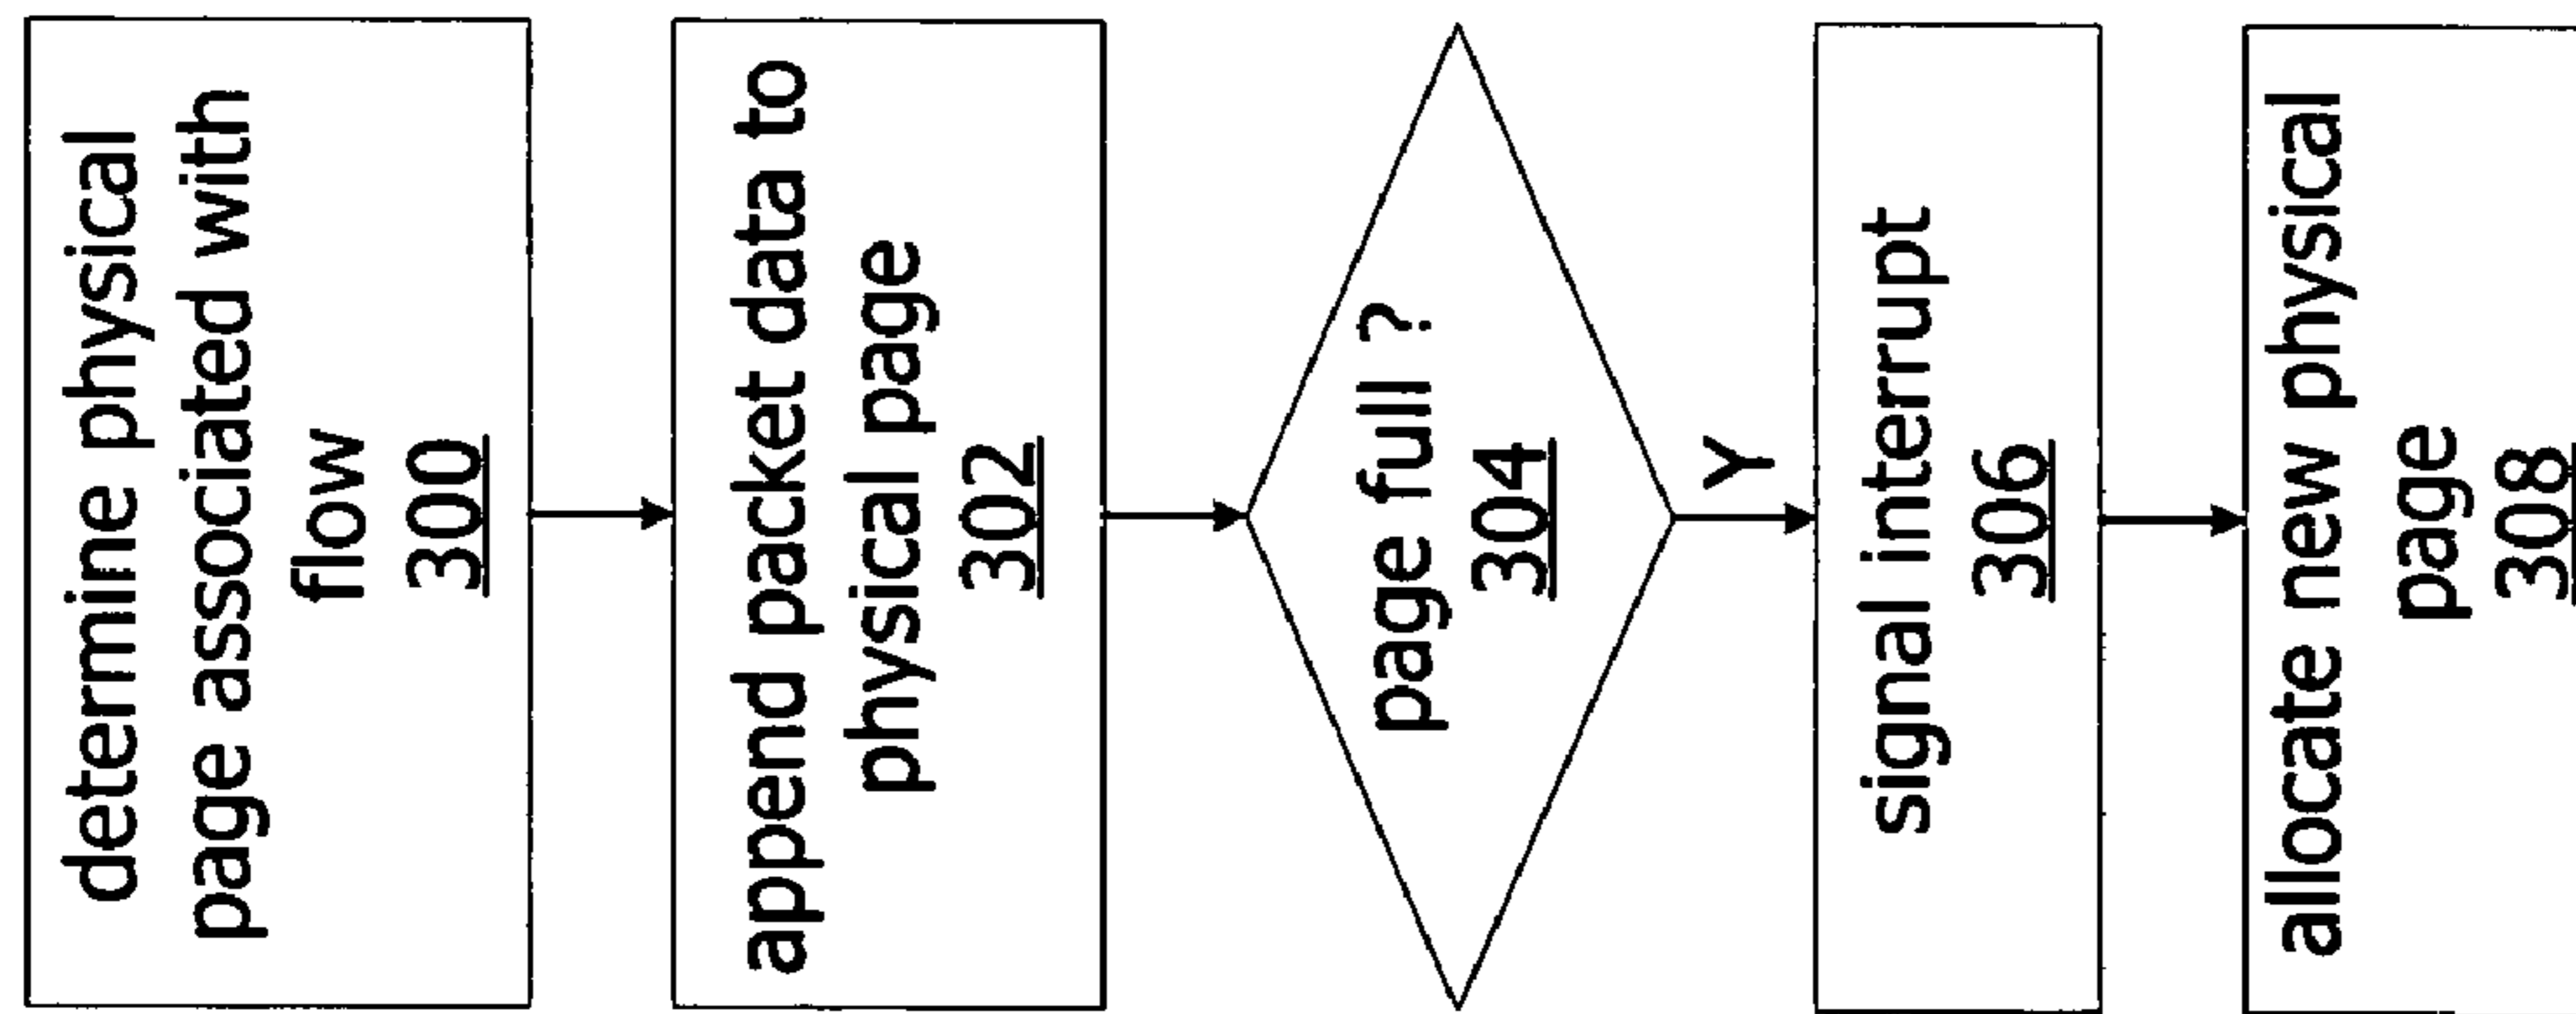 determine physical
page associated with
flow
300
append packet data to
physical page
302
page full ?
304
Y
signal interrupt
306
allocate new physical
page
308